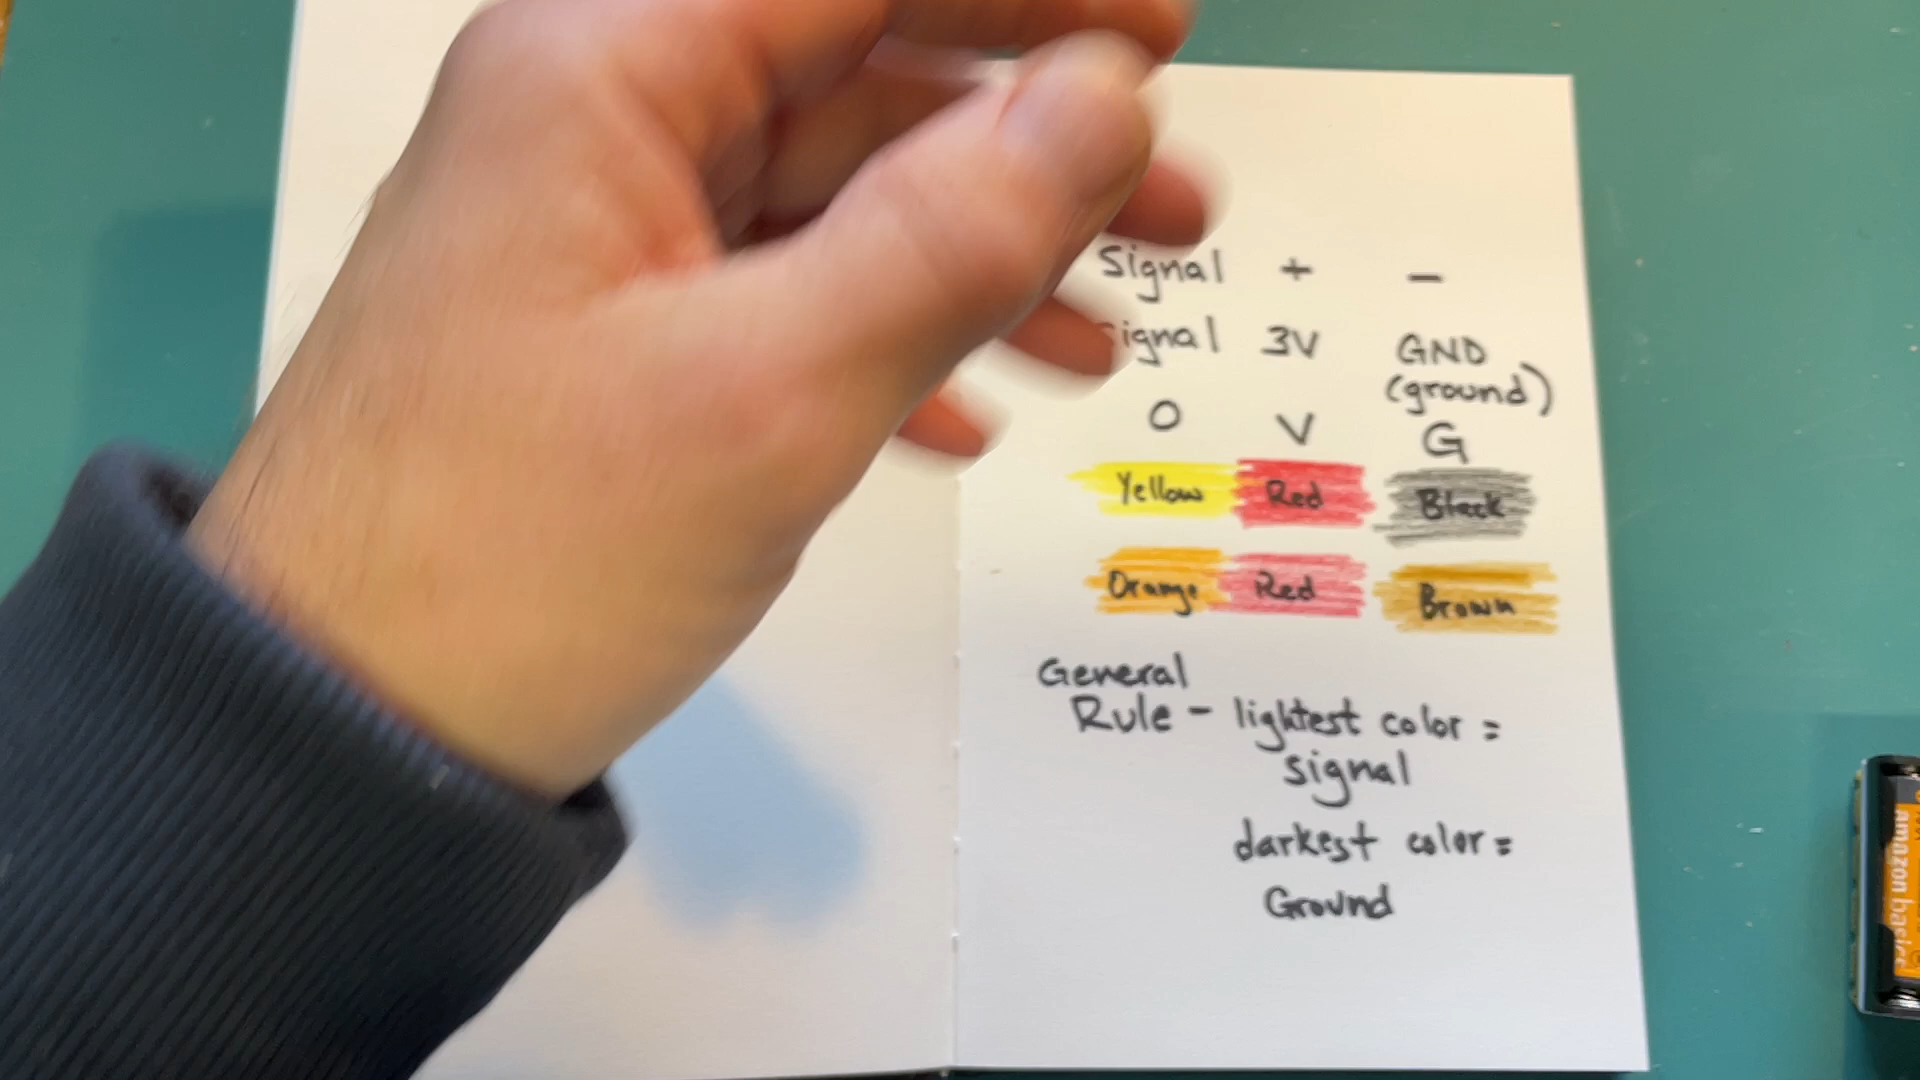 Signal + -
Signal 3V GND
(ground)
O V G
Yellow Red Black
Orange Red Brown
General
Rule - lightest color =
signal
darkest color =
Ground
amazon basics